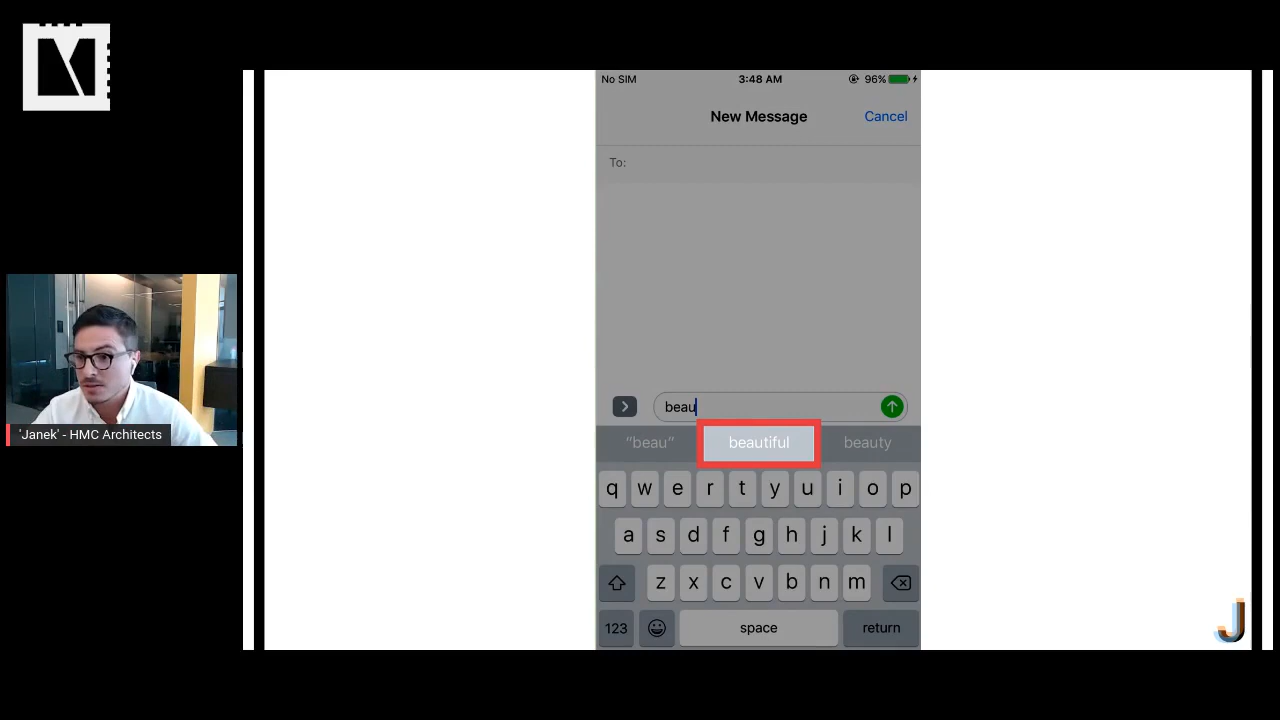 No SIM 3:48 AM 96%
New Message Cancel
To:
beau
"beau" beautiful beauty
q w e r t y u i o p
a s d f g h j k l
z x c v b n m
123 space return
'Janek' - HMC Architects
J